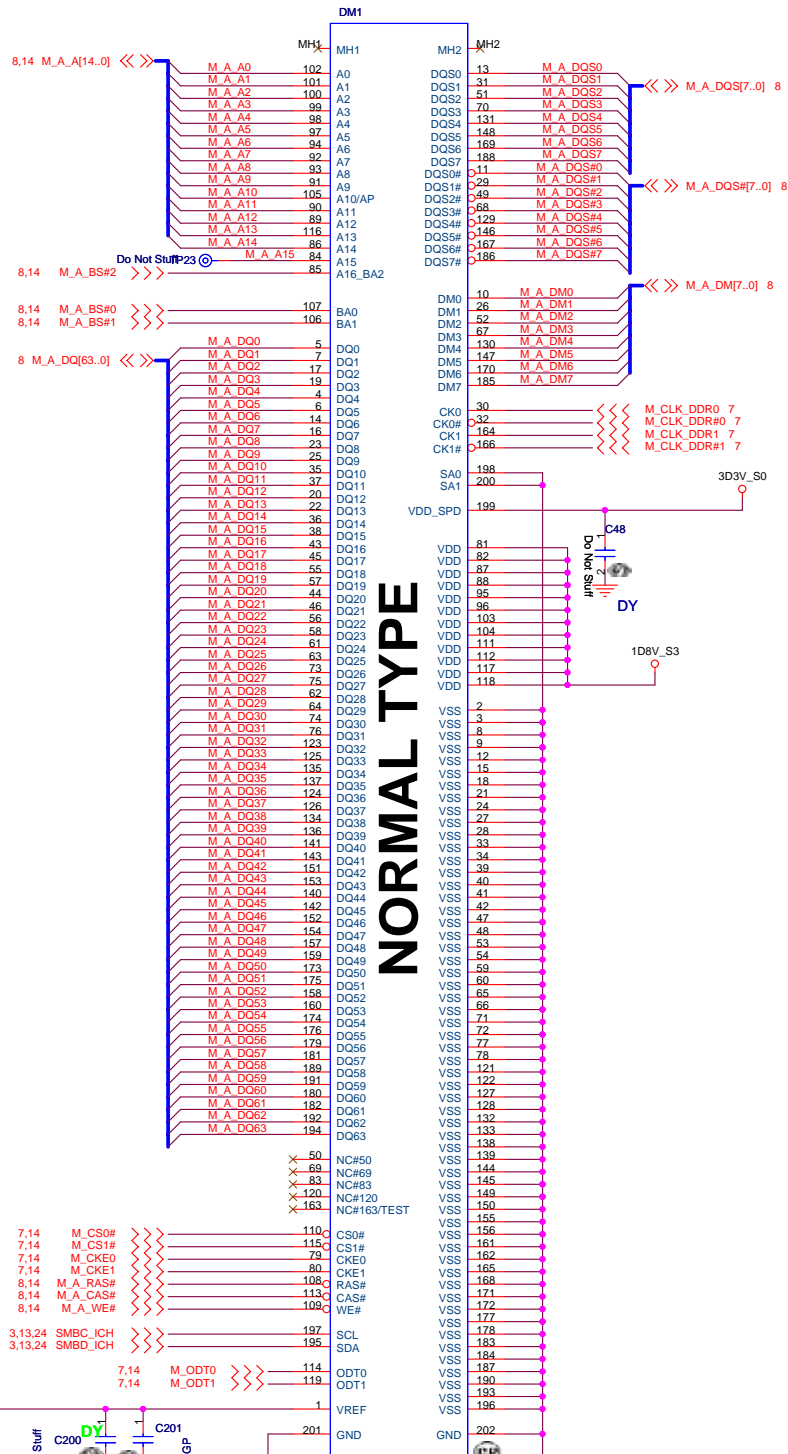 DM1
MH1 MH1 MH2 MH2
8,14 M_A_A[14..0]
M_A_A0 102 A0 DQS0 13 M_A_DQS0
M_A_A1 101 A1 DQS1 31 M_A_DQS1 M_A_DQS[7..0] 8
M_A_A2 100 A2 DQS2 51 M_A_DQS2
M_A_A3 99 A3 DQS3 70 M_A_DQS3
M_A_A4 98 A4 DQS4 131 M_A_DQS4
M_A_A5 97 A5 DQS5 148 M_A_DQS5
M_A_A6 94 A6 DQS6 169 M_A_DQS6
M_A_A7 92 A7 DQS7 188 M_A_DQS7
M_A_A8 93 A8 DQS0# 11 M_A_DQS#0
M_A_A9 91 A9 DQS1# 29 M_A_DQS#1 M_A_DQS#[7..0] 8
M_A_A10 105 A10/AP DQS2# 49 M_A_DQS#2
M_A_A11 90 A11 DQS3# 68 M_A_DQS#3
M_A_A12 89 A12 DQS4# 129 M_A_DQS#4
M_A_A13 116 A13 DQS5# 146 M_A_DQS#5
M_A_A14 86 A14 DQS6# 167 M_A_DQS#6
Do Not Stuff TP23 M_A_A15 84 A15 DQS7# 186 M_A_DQS#7
8,14 M_A_BS#2 85 A16_BA2
M_A_DM[7..0] 8
DM0 10 M_A_DM0
8,14 M_A_BS#0 107 BA0 DM1 26 M_A_DM1
8,14 M_A_BS#1 106 BA1 DM2 52 M_A_DM2
DM3 67 M_A_DM3
M_A_DQ0 5 DQ0 DM4 130 M_A_DM4
8 M_A_DQ[63..0] M_A_DQ1 7 DQ1 DM5 147 M_A_DM5
M_A_DQ2 17 DQ2 DM6 170 M_A_DM6
M_A_DQ3 19 DQ3 DM7 185 M_A_DM7
M_A_DQ4 4 DQ4
M_A_DQ5 6 DQ5 CK0 30 M_CLK_DDR0 7
M_A_DQ6 14 DQ6 CK0# 32 M_CLK_DDR#0 7
M_A_DQ7 16 DQ7 CK1 164 M_CLK_DDR1 7
M_A_DQ8 23 DQ8 CK1# 166 M_CLK_DDR#1 7
M_A_DQ9 25 DQ9
M_A_DQ10 35 DQ10 SA0 198
M_A_DQ11 37 DQ11 SA1 200 3D3V_S0
M_A_DQ12 20 DQ12
M_A_DQ13 22 DQ13 VDD_SPD 199
M_A_DQ14 36 DQ14
M_A_DQ15 38 DQ15 1 C48
M_A_DQ16 43 DQ16 VDD 81 Do Not Stuff
M_A_DQ17 45 DQ17 VDD 82
M_A_DQ18 55 DQ18 VDD 87 2
M_A_DQ19 57 DQ19 VDD 88
M_A_DQ20 44 DQ20 VDD 95 DY
M_A_DQ21 46 DQ21 VDD 96
M_A_DQ22 56 DQ22 VDD 103
M_A_DQ23 58 DQ23 VDD 104
M_A_DQ24 61 DQ24 VDD 111
M_A_DQ25 63 DQ25 VDD 112 1D8V_S3
M_A_DQ26 73 DQ26 VDD 117
M_A_DQ27 75 DQ27 VDD 118
M_A_DQ28 62 DQ28
M_A_DQ29 64 DQ29 VSS 2
M_A_DQ30 74 DQ30 VSS 3
M_A_DQ31 76 DQ31 VSS 8
M_A_DQ32 123 DQ32 VSS 9
M_A_DQ33 125 DQ33 VSS 12
M_A_DQ34 135 DQ34 VSS 15
M_A_DQ35 137 DQ35 VSS 18
M_A_DQ36 124 DQ36 VSS 21
M_A_DQ37 126 DQ37 VSS 24
M_A_DQ38 134 DQ38 VSS 27
M_A_DQ39 136 DQ39 VSS 28
M_A_DQ40 141 DQ40 VSS 33
M_A_DQ41 143 DQ41 VSS 34
M_A_DQ42 151 DQ42 VSS 39
M_A_DQ43 153 DQ43 VSS 40
M_A_DQ44 140 DQ44 VSS 41
M_A_DQ45 142 DQ45 VSS 42
M_A_DQ46 152 DQ46 VSS 47
M_A_DQ47 154 DQ47 VSS 48
M_A_DQ48 157 DQ48 VSS 53
M_A_DQ49 159 DQ49 VSS 54
M_A_DQ50 173 DQ50 VSS 59
M_A_DQ51 175 DQ51 VSS 60
M_A_DQ52 158 DQ52 VSS 65
M_A_DQ53 160 DQ53 VSS 66
M_A_DQ54 174 DQ54 VSS 71
M_A_DQ55 176 DQ55 VSS 72
M_A_DQ56 179 DQ56 VSS 77
M_A_DQ57 181 DQ57 VSS 78
M_A_DQ58 189 DQ58 VSS 121
M_A_DQ59 191 DQ59 VSS 122
M_A_DQ60 180 DQ60 VSS 127
M_A_DQ61 182 DQ61 VSS 128
M_A_DQ62 192 DQ62 VSS 132
M_A_DQ63 194 DQ63 VSS 133
VSS 138
50 NC#50 VSS 139
69 NC#69 VSS 144
83 NC#83 VSS 145
120 NC#120 VSS 149
163 NC#163/TEST VSS 150
VSS 155
7,14 M_CS0# 110 CS0# VSS 156
7,14 M_CS1# 115 CS1# VSS 161
7,14 M_CKE0 79 CKE0 VSS 162
7,14 M_CKE1 80 CKE1 VSS 165
8,14 M_A_RAS# 108 RAS# VSS 168
8,14 M_A_CAS# 113 CAS# VSS 171
8,14 M_A_WE# 109 WE# VSS 172
VSS 177
3,13,24 SMBC_ICH 197 SCL VSS 178
3,13,24 SMBD_ICH 195 SDA VSS 183
VSS 184
7,14 M_ODT0 114 ODT0 VSS 187
7,14 M_ODT1 119 ODT1 VSS 190
VSS 193
1 VREF VSS 196
201 GND GND 202
NORMAL TYPE
Stuff C200 DY 1 1 C201 GP